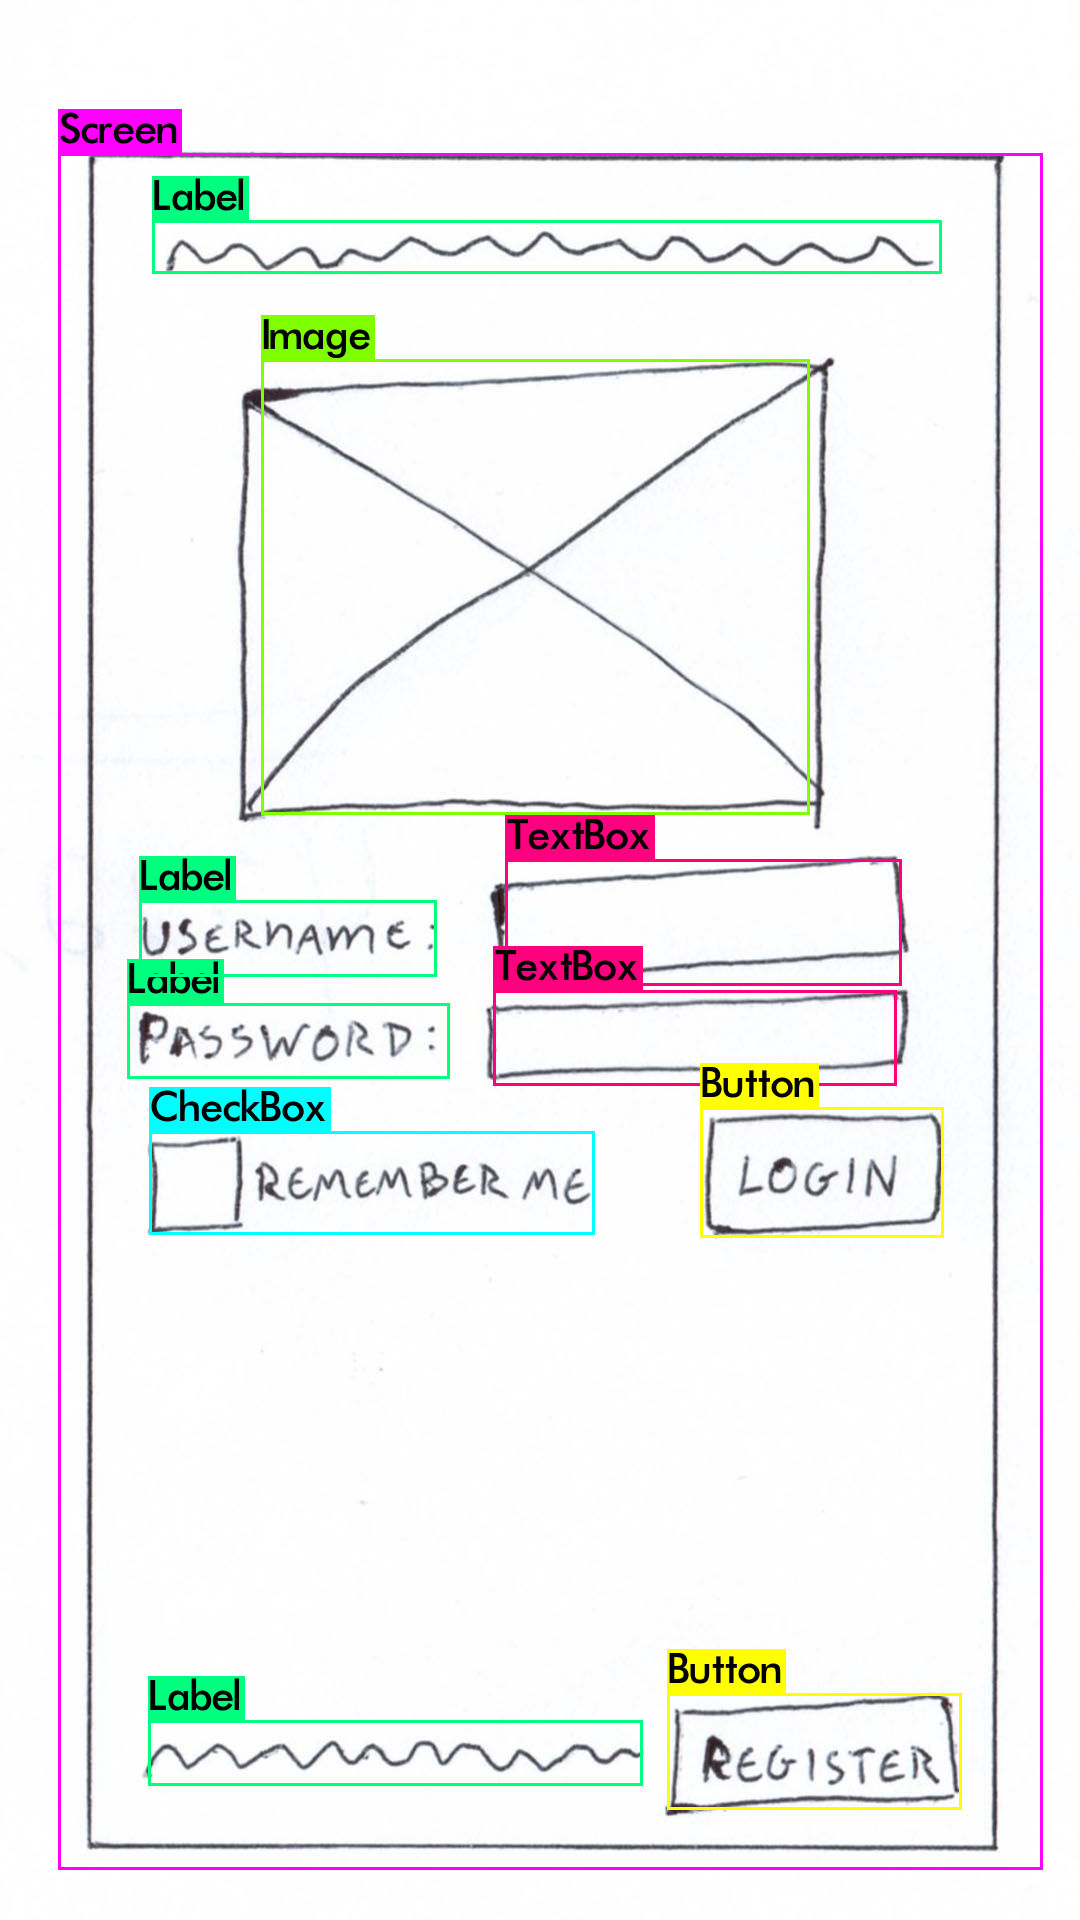 Screen
Label
Image
TextBox
Label
USERNAME:
TextBox
Label
PASSWORD:
Button
CheckBox
REMEMBER ME
LOGIN
Button
Label
REGISTER